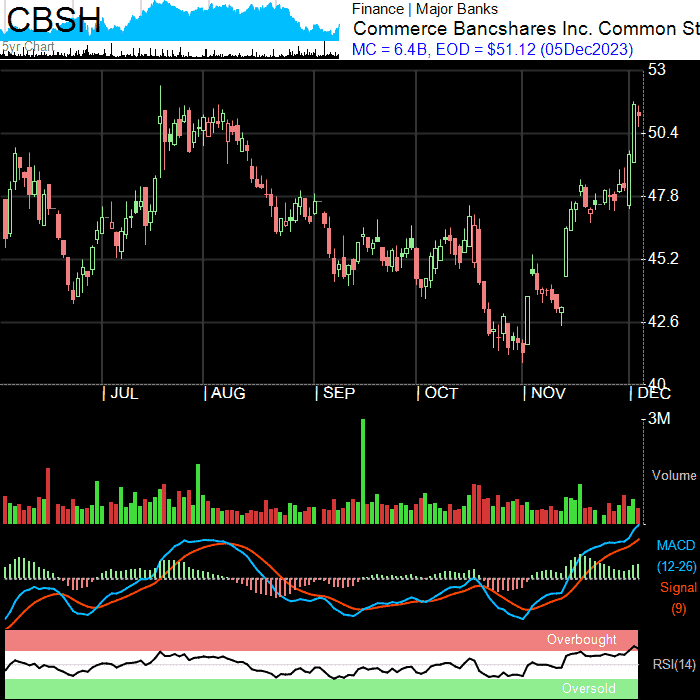 CBSH
5yr Chart
Finance | Major Banks
Commerce Bancshares Inc. Common St
MC = 6.4B, EOD = $51.12 (05Dec2023)
53
50.4
47.8
45.2
42.6
40
JUL AUG SEP OCT NOV DEC
3M
Volume
MACD
(12-26)
Signal
(9)
Overbought
RSI(14)
Oversold